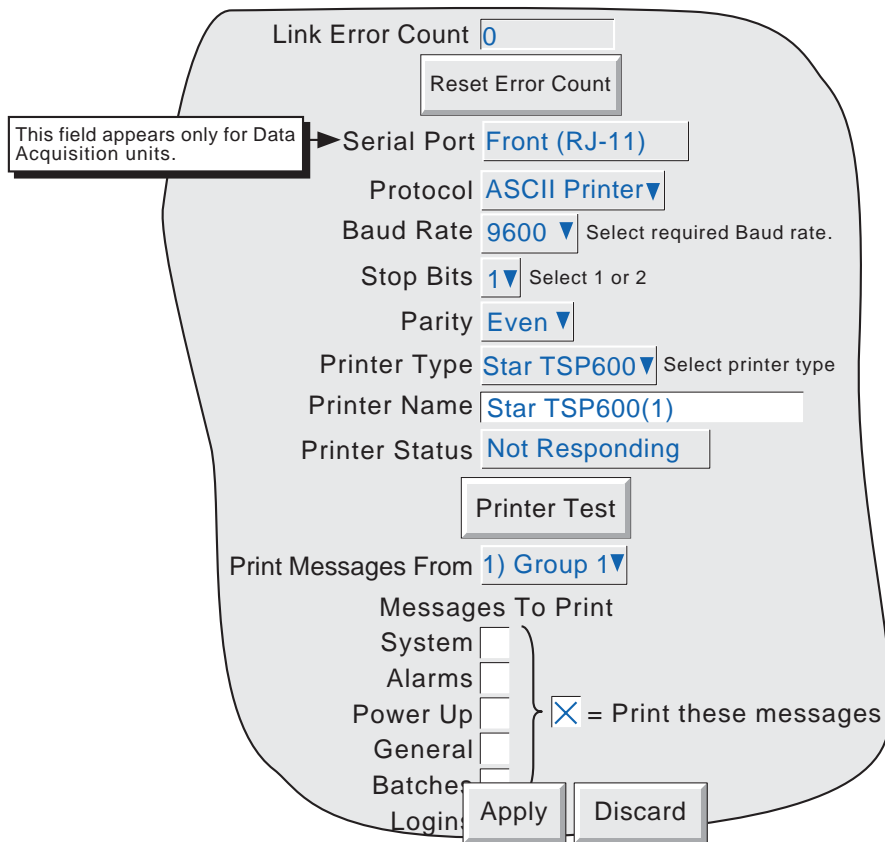 Link Error Count 0
Reset Error Count
This field appears only for Data
Acquisition units.
Serial Port Front (RJ-11)
Protocol ASCII Printer
Baud Rate 9600 Select required Baud rate.
Stop Bits 1 Select 1 or 2
Parity Even
Printer Type Star TSP600 Select printer type
Printer Name Star TSP600(1)
Printer Status Not Responding
Printer Test
Print Messages From 1) Group 1
Messages To Print
System
Alarms
Power Up = Print these messages
General
Batches
Logins
Apply Discard